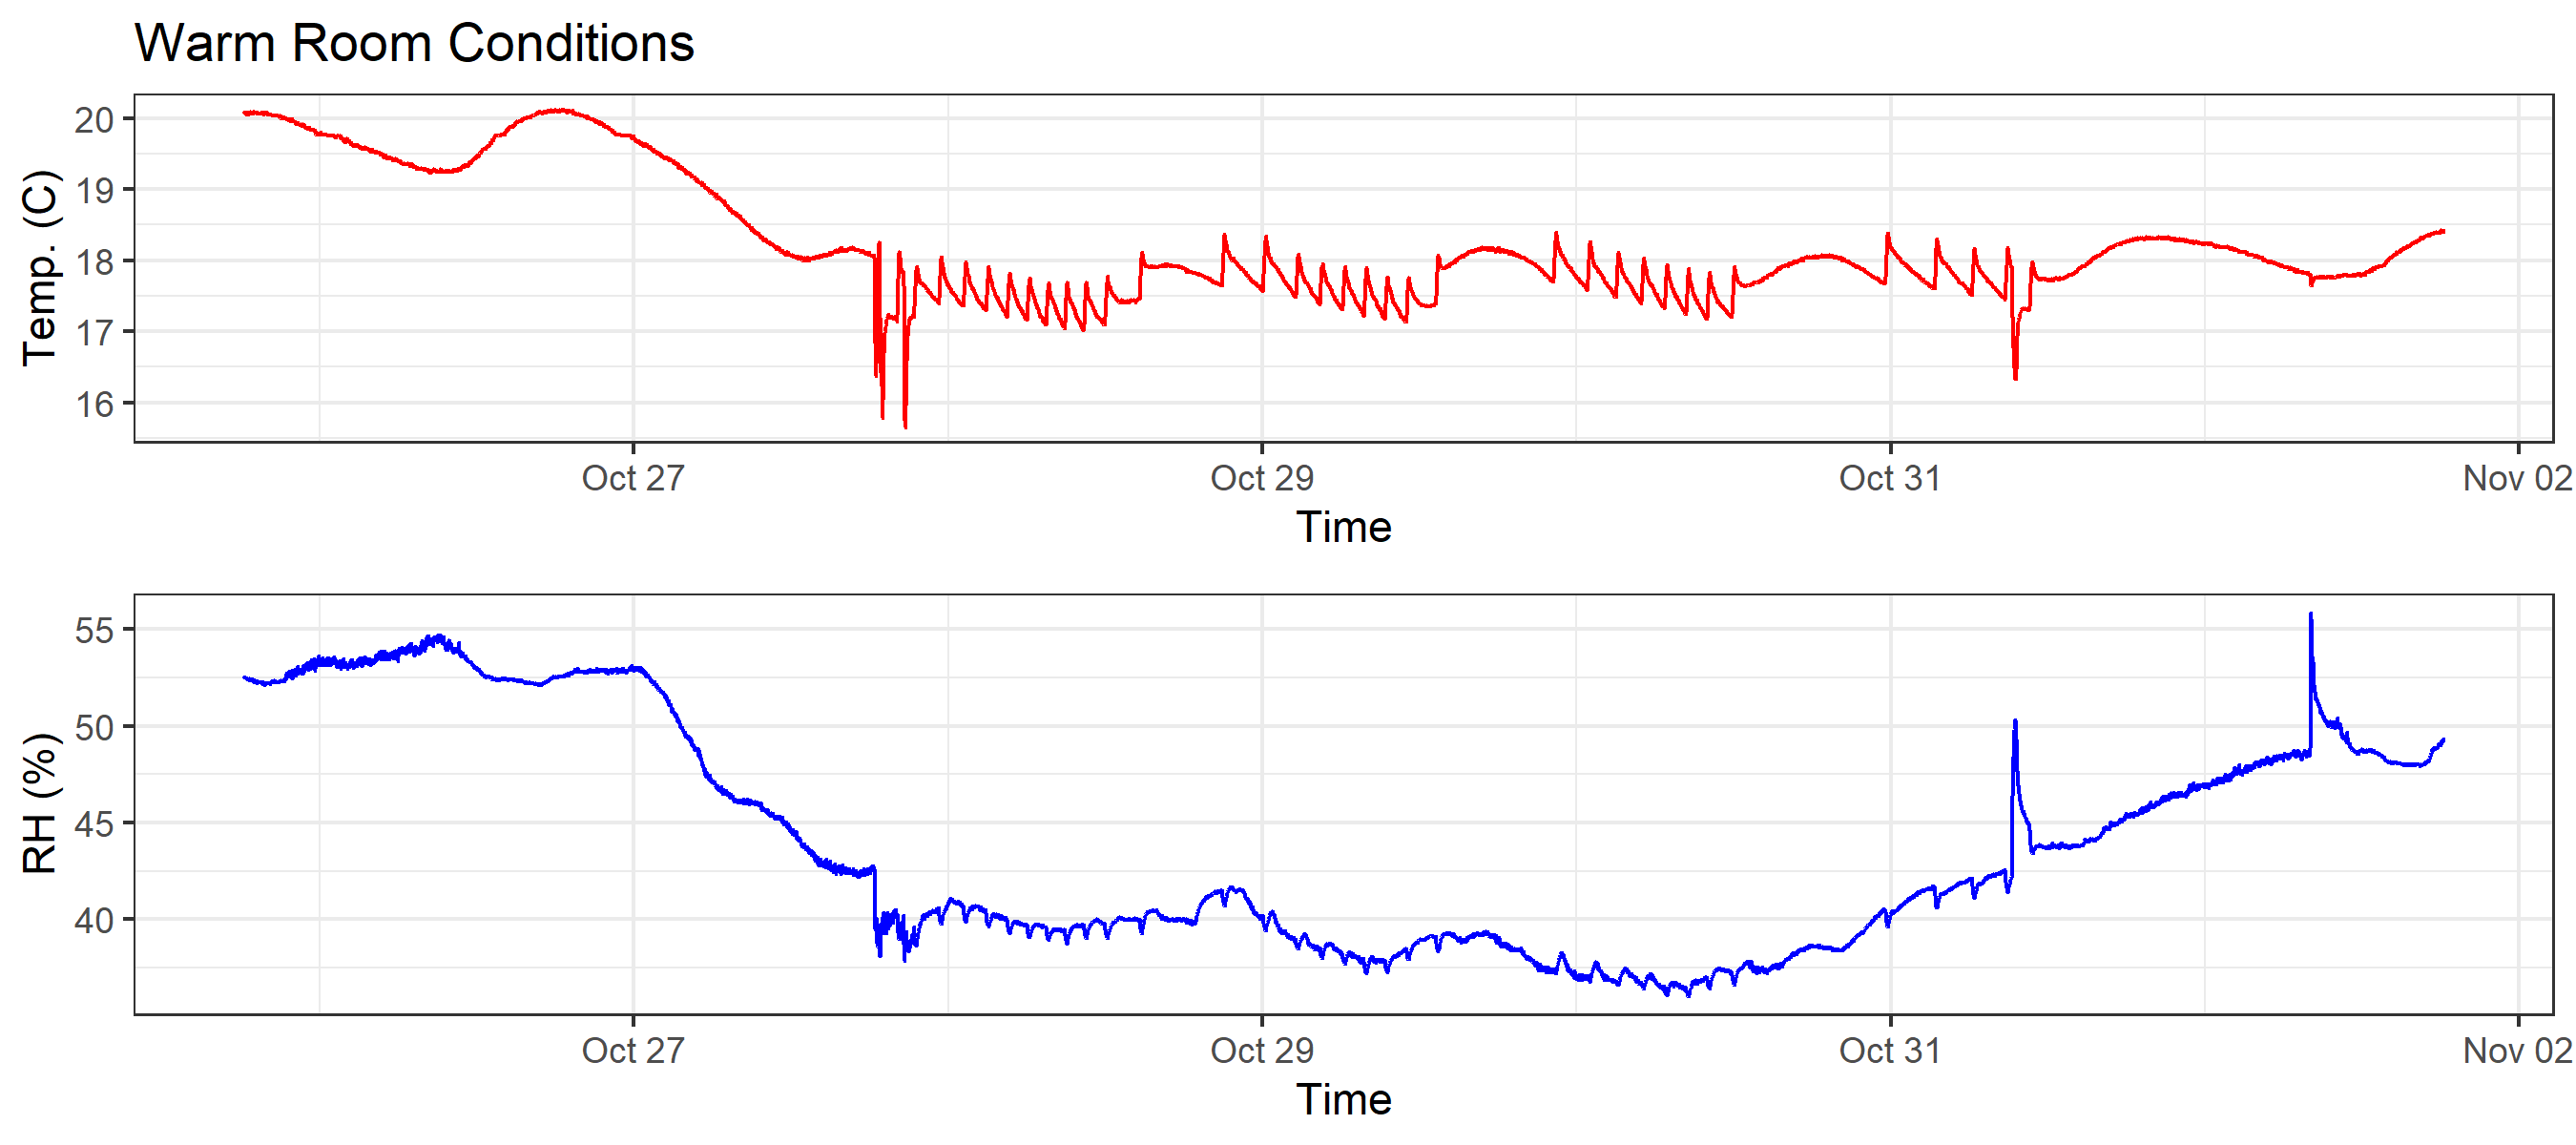 Warm Room Conditions
Temp. (C)
20
19
18
17
16
Oct 27
Oct 29
Oct 31
Nov 02
Time
RH (%)
55
50
45
40
Oct 27
Oct 29
Oct 31
Nov 02
Time